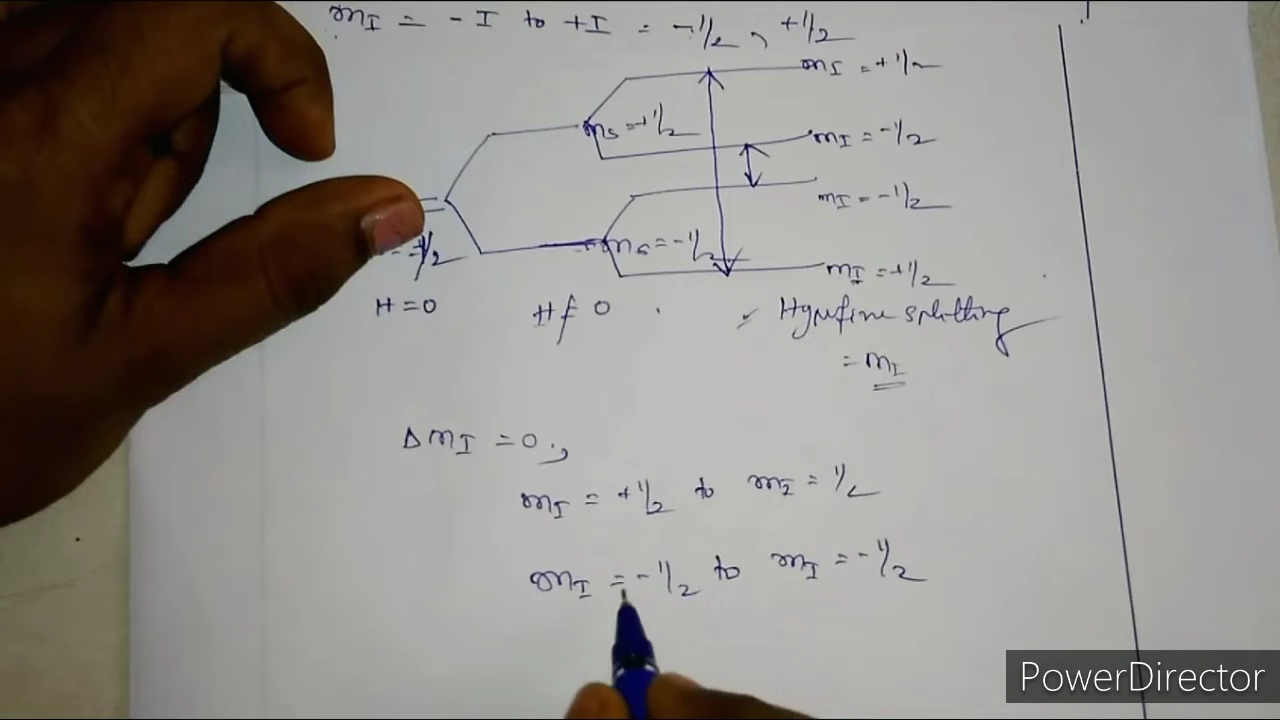 = -I to +I = -1/2, +1/2
mI = +1/2
ms = +1/2
mI = -1/2
mI = -1/2
ms = -1/2
mI = +1/2
-1/2
H = 0
H ≠ 0
Hyperfine splitting
= mI
ΔmI = 0,
mI = +1/2 to mI = 1/2
mI = -1/2 to mI = -1/2
PowerDirector